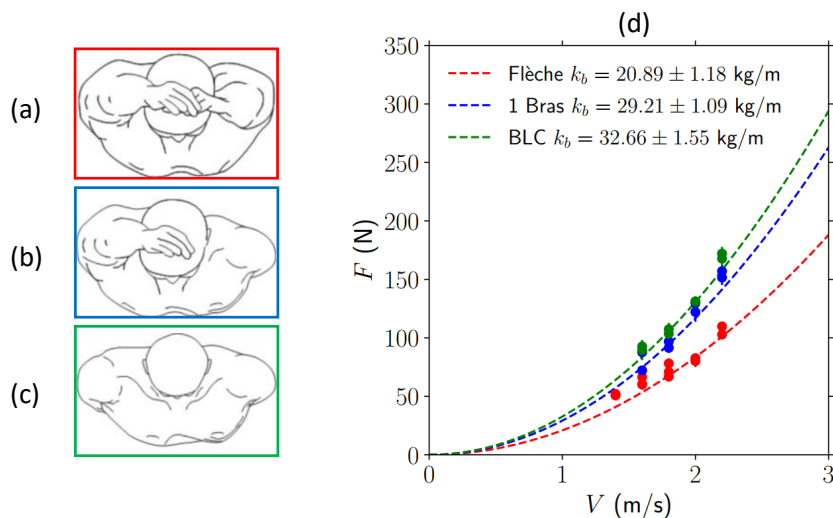 (a)
(b)
(c)
(d)
350
300
250
200
150
100
50
0
F (N)
Flèche k_b = 20.89 ± 1.18 kg/m
1 Bras k_b = 29.21 ± 1.09 kg/m
BLC k_b = 32.66 ± 1.55 kg/m
0 1 2 3
V (m/s)